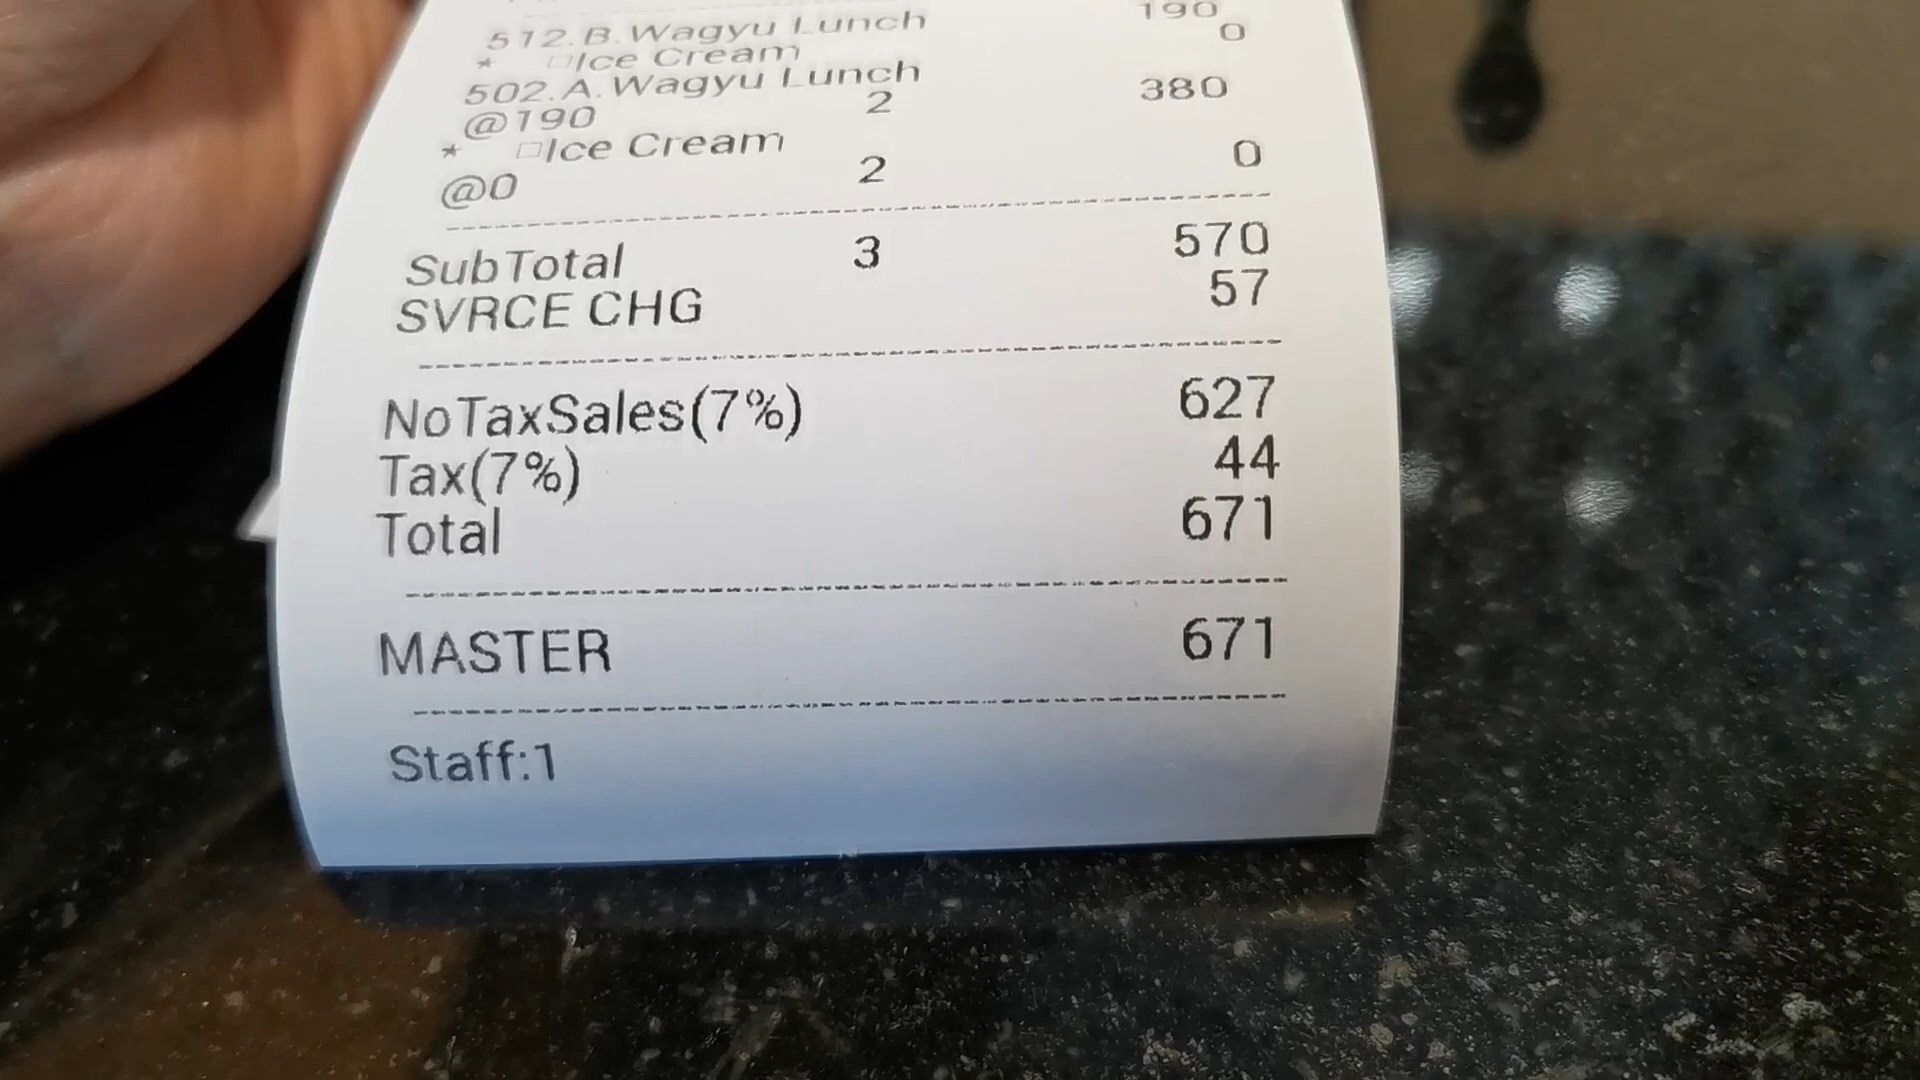 512.B.Wagyu Lunch 190
* □Ice Cream 0
502.A.Wagyu Lunch
@190 2 380
* □Ice Cream
@0 2 0
SubTotal 3 570
SVRCE CHG 57
NoTaxSales(7%) 627
Tax(7%) 44
Total 671
MASTER 671
Staff:1